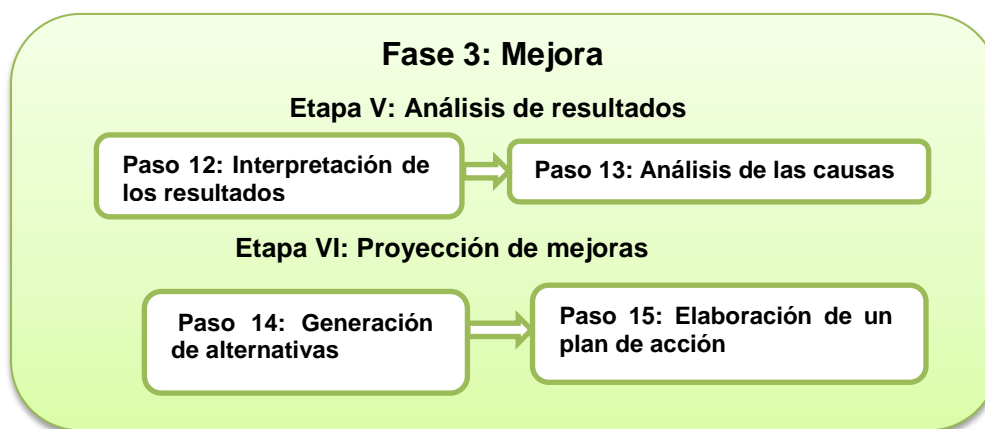 Fase 3: Mejora
Etapa V: Análisis de resultados
Paso 12: Interpretación de
los resultados
Paso 13: Análisis de las causas
Etapa VI: Proyección de mejoras
Paso 14: Generación
de alternativas
Paso 15: Elaboración de un
plan de acción